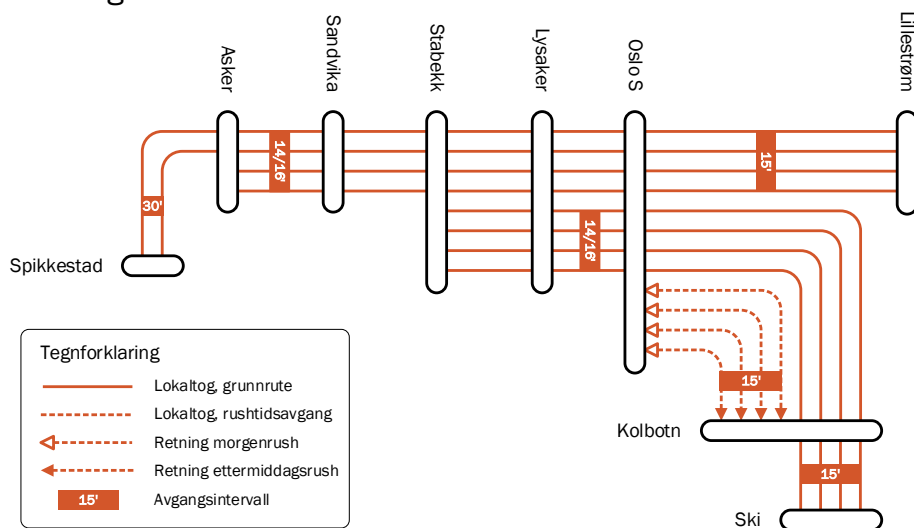 Asker
Sandvika
Stabekk
Lysaker
Oslo S
Lillestrøm
14/16'
15'
30'
14/16'
Spikkestad
15'
Kolbotn
15'
Ski
Tegnforklaring
Lokaltog, grunnrute
Lokaltog, rushtidsavgang
Retning morgenrush
Retning ettermiddagsrush
15' Avgangsintervall